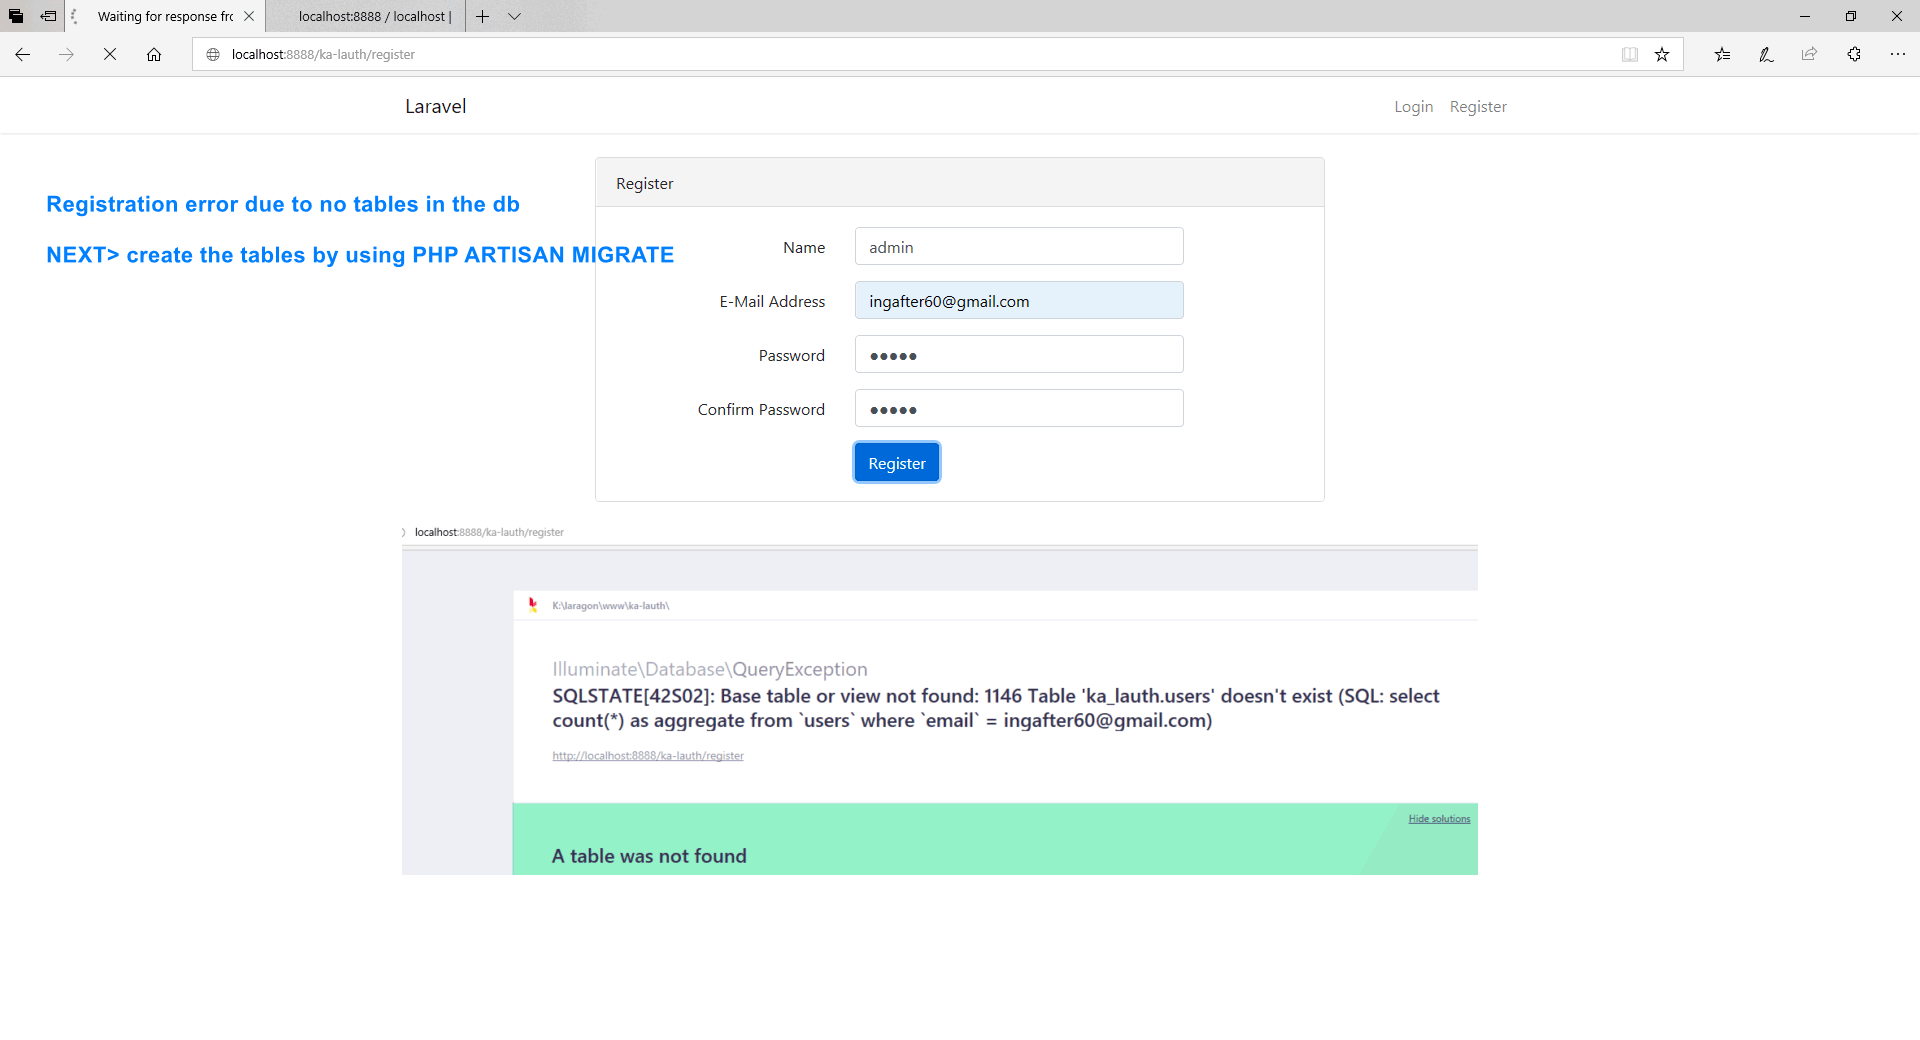 Waiting for response fr
localhost:8888 / localhost |
localhost:8888/ka-lauth/register
Laravel
Login Register
Register
Registration error due to no tables in the db
NEXT> create the tables by using PHP ARTISAN MIGRATE
Name admin
E-Mail Address ingafter60@gmail.com
Password ●●●●●
Confirm Password ●●●●●
Register
localhost:8888/ka-lauth/register
K:\laragon\www\ka-lauth\
Illuminate\Database\QueryException
SQLSTATE[42S02]: Base table or view not found: 1146 Table 'ka_lauth.users' doesn't exist (SQL: select
count(*) as aggregate from `users` where `email` = ingafter60@gmail.com)
http://localhost:8888/ka-lauth/register
Hide solutions
A table was not found